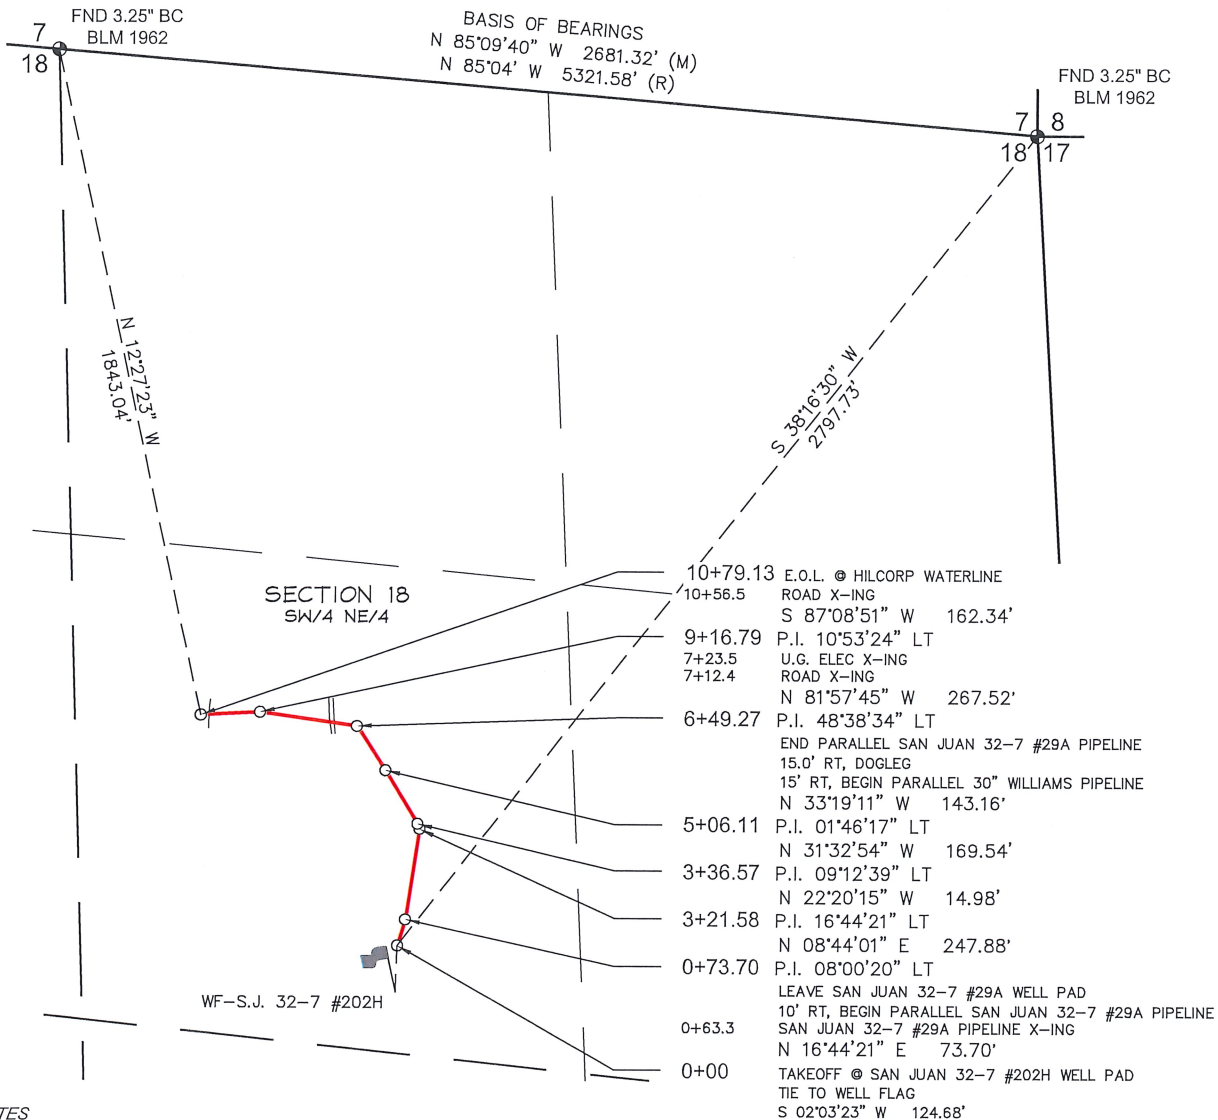 7
FND 3.25" BC
BLM 1962
18
BASIS OF BEARINGS
N 85°09'40" W 2681.32' (M)
N 85°04' W 5321.58' (R)
FND 3.25" BC
BLM 1962
7 8
18 17
N 12°27'23" W
1843.04'
S 38°16'30" W
2797.73'
SECTION 18
SW/4 NE/4
10+79.13 E.O.L. @ HILCORP WATERLINE
10+56.5 ROAD X-ING
S 87°08'51" W 162.34'
9+16.79 P.I. 10°53'24" LT
7+23.5 U.G. ELEC X-ING
7+12.4 ROAD X-ING
N 81°57'45" W 267.52'
6+49.27 P.I. 48°38'34" LT
END PARALLEL SAN JUAN 32-7 #29A PIPELINE
15.0' RT, DOGLEG
15' RT, BEGIN PARALLEL 30" WILLIAMS PIPELINE
N 33°19'11" W 143.16'
5+06.11 P.I. 01°46'17" LT
N 31°32'54" W 169.54'
3+36.57 P.I. 09°12'39" LT
N 22°20'15" W 14.98'
3+21.58 P.I. 16°44'21" LT
N 08°44'01" E 247.88'
0+73.70 P.I. 08°00'20" LT
LEAVE SAN JUAN 32-7 #29A WELL PAD
10' RT, BEGIN PARALLEL SAN JUAN 32-7 #29A PIPELINE
0+63.3 SAN JUAN 32-7 #29A PIPELINE X-ING
N 16°44'21" E 73.70'
0+00 TAKEOFF @ SAN JUAN 32-7 #202H WELL PAD
TIE TO WELL FLAG
S 02°03'23" W 124.68'
WF-S.J. 32-7 #202H